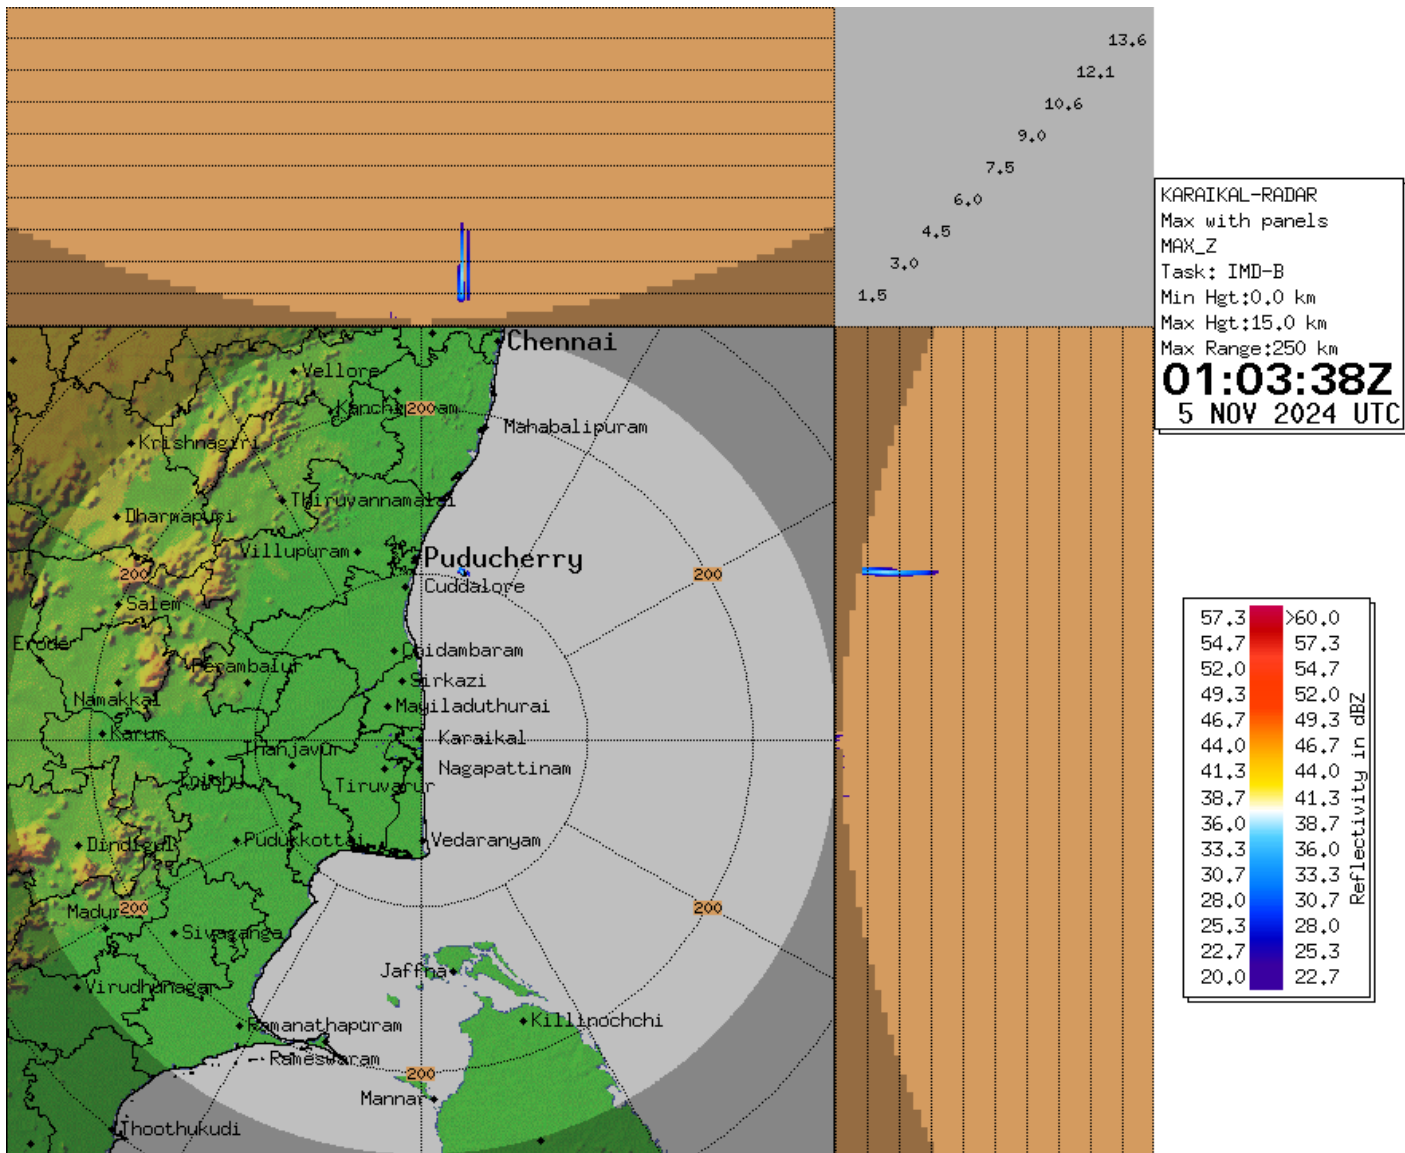 13.6
12.1
10.6
9.0
7.5
6.0
4.5
3.0
1.5
KARAIKAL-RADAR
Max with panels
MAX_Z
Task: IMD-B
Min Hgt:0.0 km
Max Hgt:15.0 km
Max Range:250 km
01:03:38Z
5 NOV 2024 UTC
Chennai
Vellore
200
Mahabalipuram
Krishnagiri
Thiruvannamalai
Dharmapuri
Villupuram
Puducherry
200
200
Cuddalore
Salem
Erode
Chidambaram
Perambalur
Sirkazi
Namakkal
Mayiladuthurai
Karur
Karaikal
Thanjavur
Nagapattinam
Tiruvarur
Dindigul
Pudukkottai
Vedaranyam
200
200
Sivaganga
Jaffna
Virudhunagar
Ramanathapuram
Killinochchi
Rameswaram
200
Mannar
Thoothukudi
57.3 >60.0
54.7 57.3
52.0 54.7
49.3 52.0
46.7 49.3
44.0 46.7
41.3 44.0
38.7 41.3
36.0 38.7
33.3 36.0
30.7 33.3
28.0 30.7
25.3 28.0
22.7 25.3
20.0 22.7
Reflectivity in dBZ